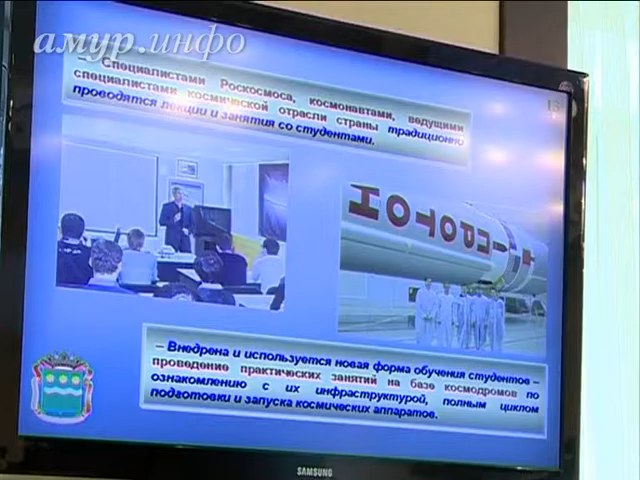 амур.инфо
13
– Специалистами Роскосмоса, космонавтами, ведущими
специалистами космической отрасли страны традиционно
проводятся лекции и занятия со студентами.
– Внедрена и используется новая форма обучения студентов –
проведение практических занятий на базе космодромов по
ознакомлению с их инфраструктурой, полным циклом
подготовки и запуска космических аппаратов.
SAMSUNG